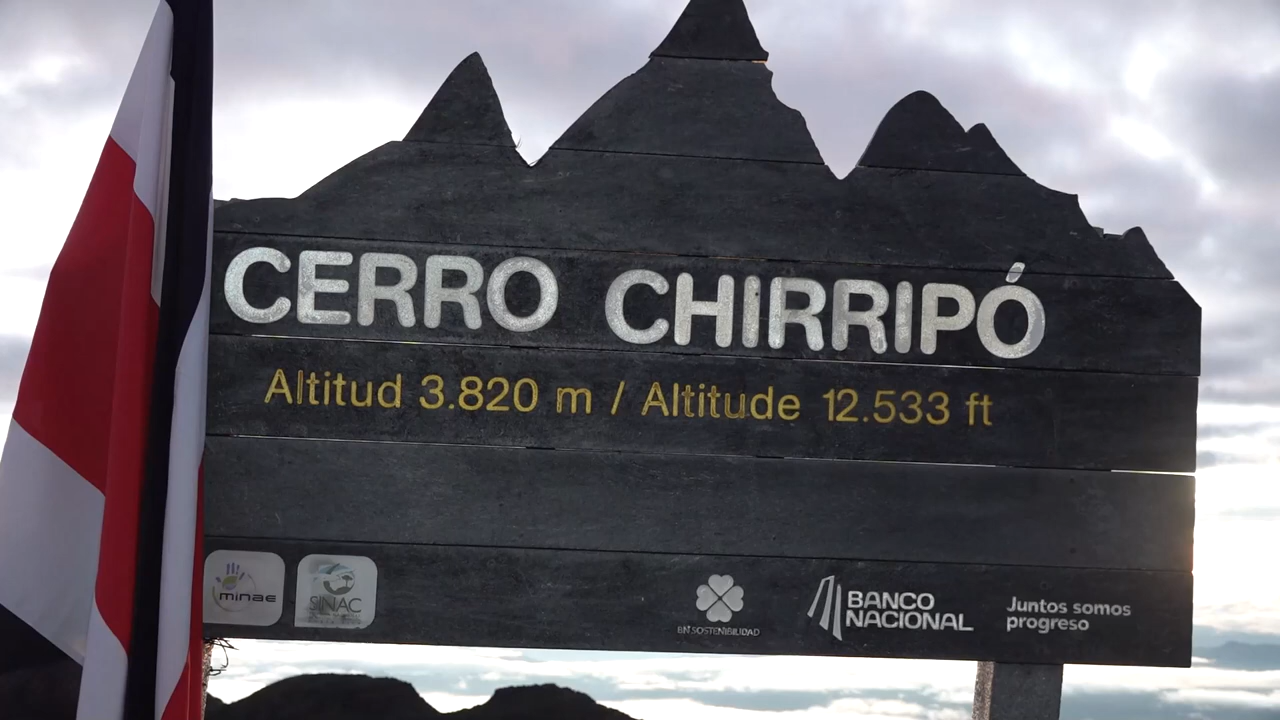 CERRO CHIRRIPÓ
Altitud 3.820 m / Altitude 12.533 ft
minae
SINAC
BN SOSTENIBILIDAD
BANCO
NACIONAL
Juntos somos
progreso